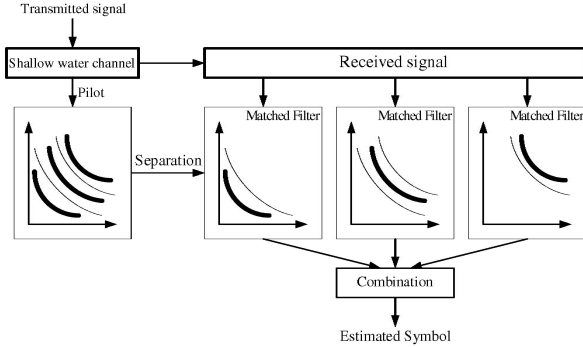 Transmitted signal
Shallow water channel
Received signal
Pilot
Matched Filter
Matched Filter
Matched Filter
Separation
Combination
Estimated Symbol